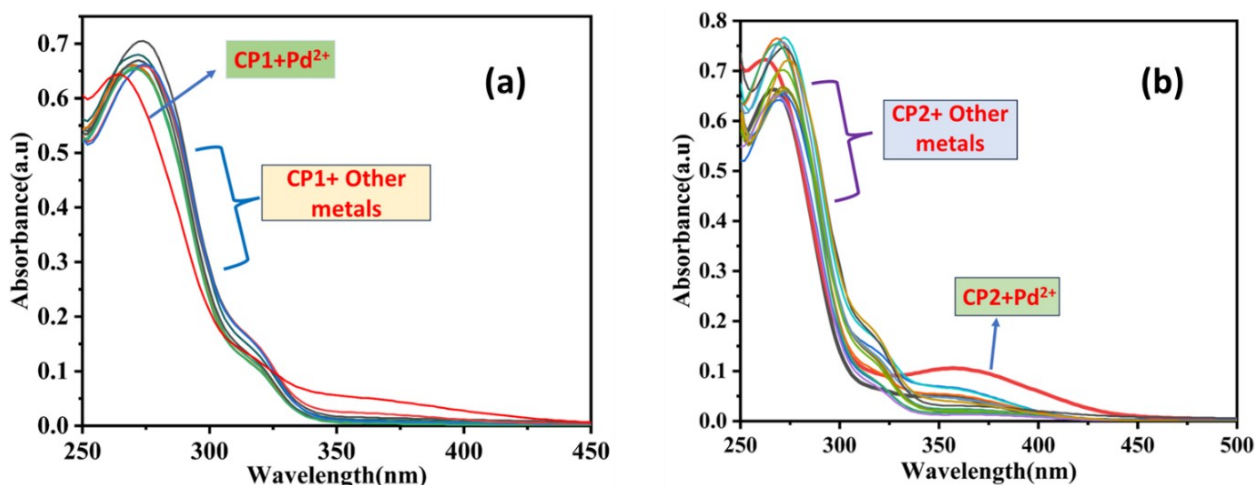 (a)
CP1+Pd²⁺
CP1+ Other
metals
Absorbance(a.u)
0.7
0.6
0.5
0.4
0.3
0.2
0.1
0.0
250 300 350 400 450
Wavelength(nm)
(b)
CP2+ Other
metals
CP2+Pd²⁺
Absorbance(a.u)
0.8
0.7
0.6
0.5
0.4
0.3
0.2
0.1
0.0
250 300 350 400 450 500
Wavelength(nm)